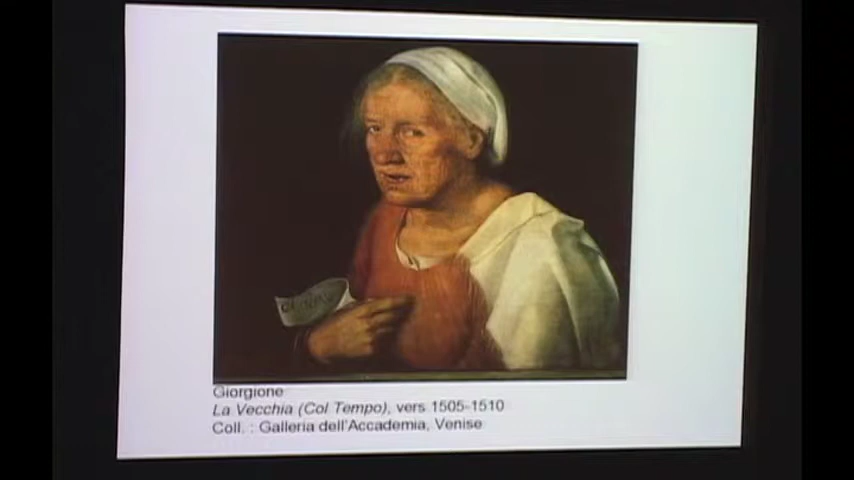 Giorgione
La Vecchia (Col Tempo), vers 1505-1510
Coll. : Galleria dell'Accademia, Venise